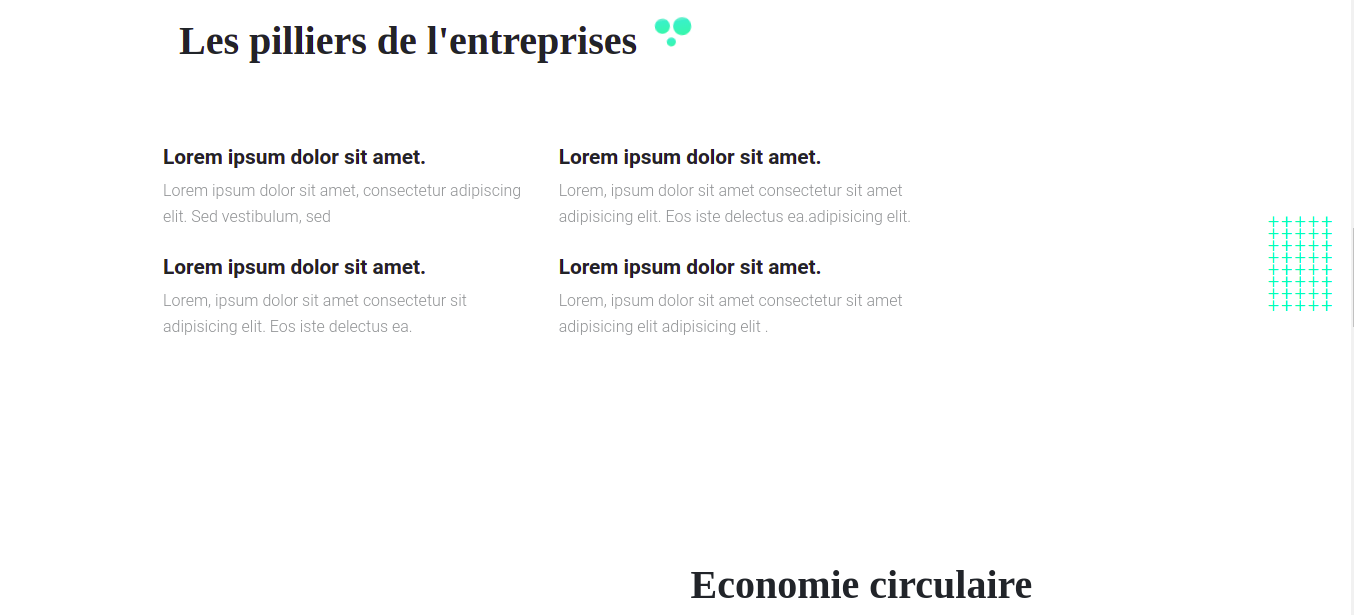 Les pilliers de l'entreprises
Lorem ipsum dolor sit amet.
Lorem ipsum dolor sit amet, consectetur adipiscing
elit. Sed vestibulum, sed
Lorem ipsum dolor sit amet.
Lorem, ipsum dolor sit amet consectetur sit amet
adipisicing elit. Eos iste delectus ea.adipisicing elit.
Lorem ipsum dolor sit amet.
Lorem, ipsum dolor sit amet consectetur sit
adipisicing elit. Eos iste delectus ea.
Lorem ipsum dolor sit amet.
Lorem, ipsum dolor sit amet consectetur sit amet
adipisicing elit adipisicing elit .
Economie circulaire